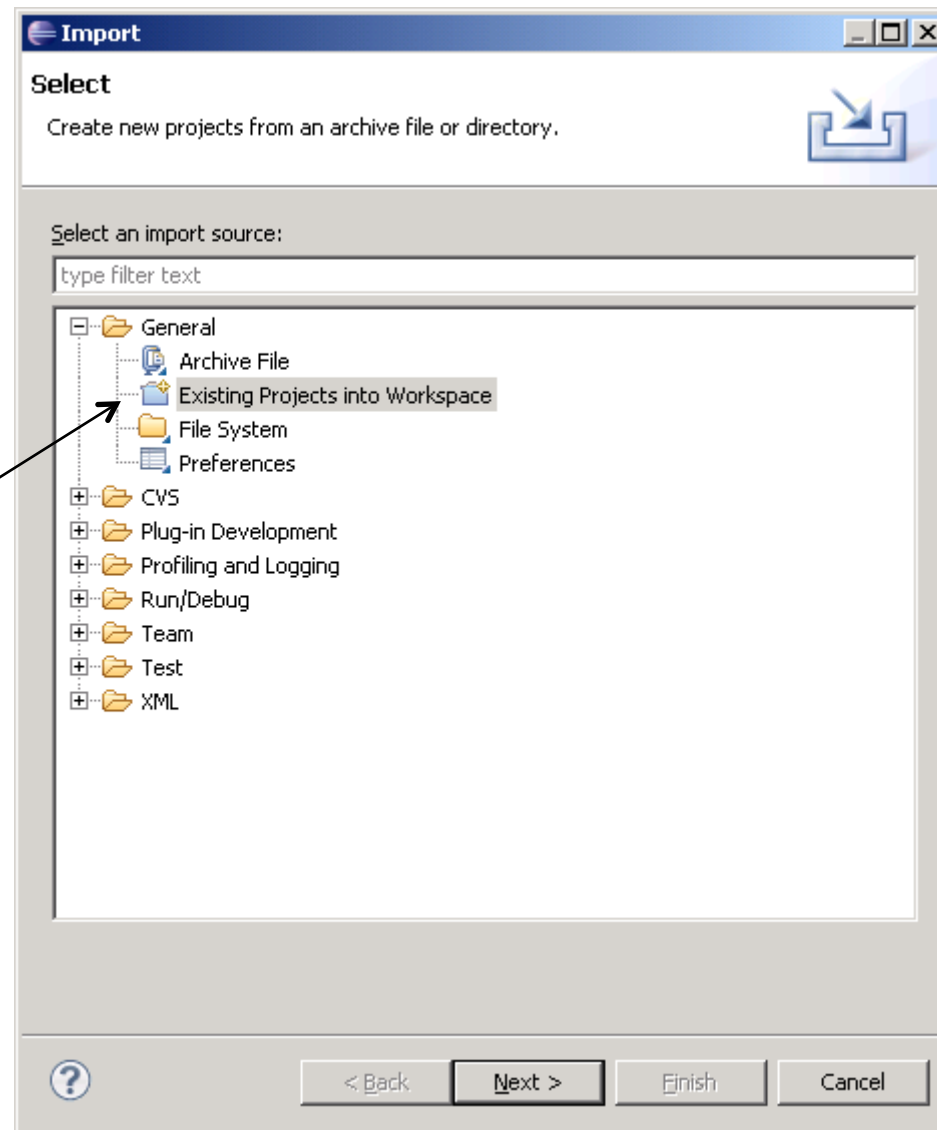 Import
Select
Create new projects from an archive file or directory.
Select an import source:
type filter text
General
Archive File
Existing Projects into Workspace
File System
Preferences
CVS
Plug-in Development
Profiling and Logging
Run/Debug
Team
Test
XML
< Back Next > Finish Cancel